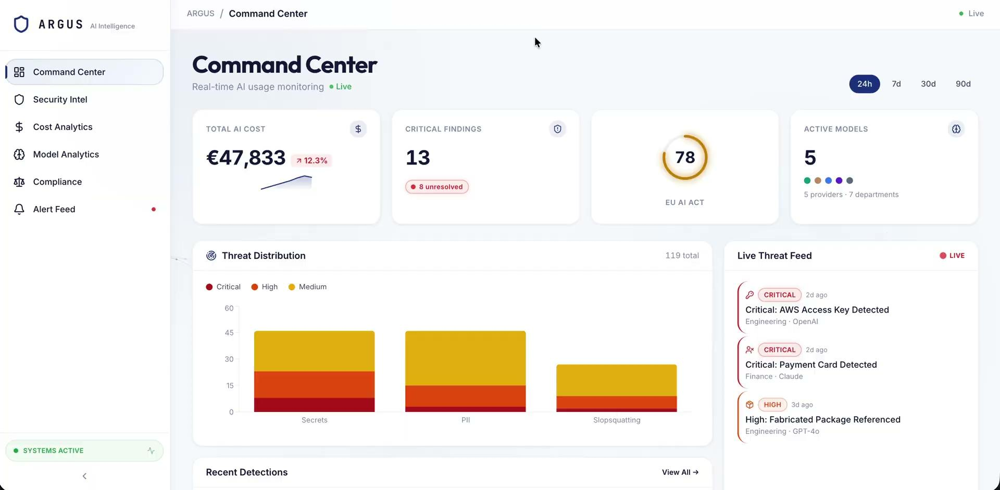 ARGUS AI Intelligence
Command Center
Security Intel
Cost Analytics
Model Analytics
Compliance
Alert Feed
SYSTEMS ACTIVE
ARGUS / Command Center
Live
Command Center
Real-time AI usage monitoring Live
24h 7d 30d 90d
TOTAL AI COST
$
€47,833 12.3%
CRITICAL FINDINGS
13
8 unresolved
78
EU AI ACT
ACTIVE MODELS
5
5 providers · 7 departments
Threat Distribution
119 total
Critical High Medium
60
45
30
15
0
Secrets PII Slopsquatting
Live Threat Feed
LIVE
CRITICAL 2d ago
Critical: AWS Access Key Detected
Engineering · OpenAI
CRITICAL 2d ago
Critical: Payment Card Detected
Finance · Claude
HIGH 3d ago
High: Fabricated Package Referenced
Engineering · GPT-4o
Recent Detections
View All →